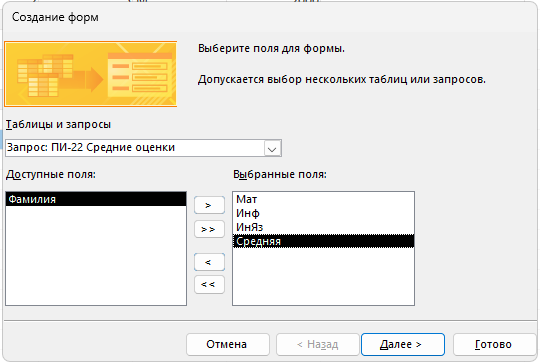 Создание форм
Выберите поля для формы.
Допускается выбор нескольких таблиц или запросов.
Таблицы и запросы
Запрос: ПИ-22 Средние оценки
Доступные поля:
Выбранные поля:
Фамилия
>
>>
<
<<
Мат
Инф
ИнЯз
Средняя
Отмена
< Назад
Далее >
Готово